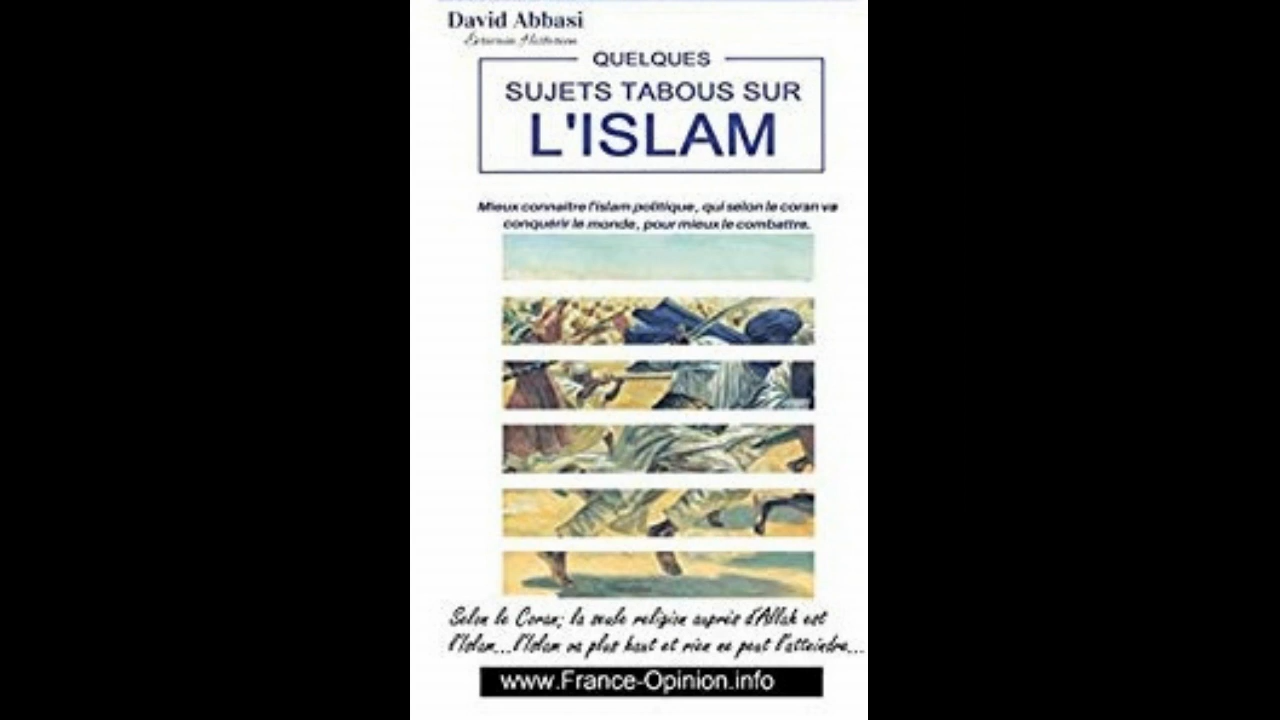 David Abbasi
Écrivain Historien
QUELQUES
SUJETS TABOUS SUR
L'ISLAM
Mieux connaitre l'islam politique, qui selon le coran va
conquérir le monde, pour mieux le combattre.
Selon le Coran; la seule religion auprès d'Allah est
l'Islam...l'Islam va plus haut et rien ne peut l'atteindre...
www.France-Opinion.info